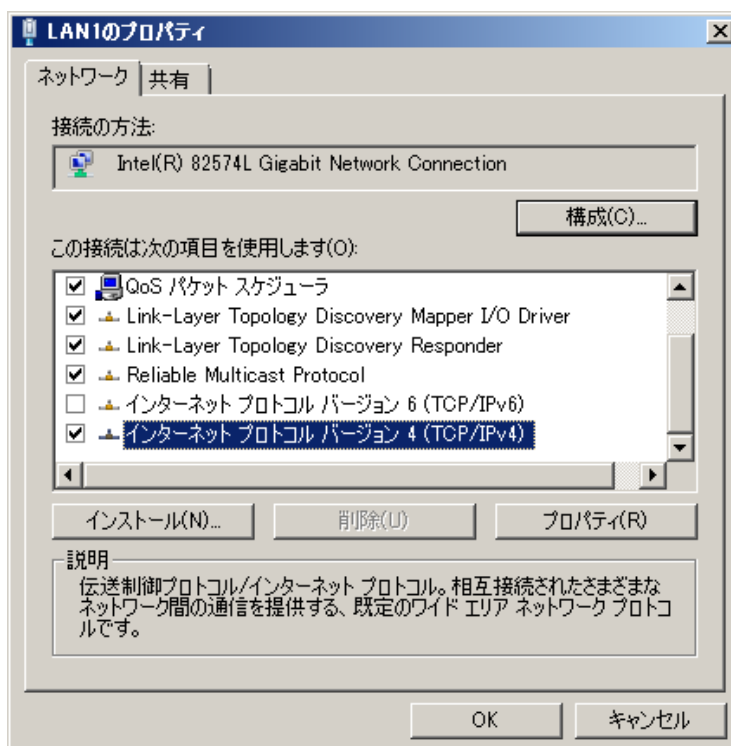 LAN1のプロパティ
ネットワーク
共有
接続の方法:
Intel(R) 82574L Gigabit Network Connection
構成(C)...
この接続は次の項目を使用します(O):
QoS パケット スケジューラ
Link-Layer Topology Discovery Mapper I/O Driver
Link-Layer Topology Discovery Responder
Reliable Multicast Protocol
インターネット プロトコル バージョン 6 (TCP/IPv6)
インターネット プロトコル バージョン 4 (TCP/IPv4)
インストール(N)...
削除(U)
プロパティ(R)
説明
伝送制御プロトコル/インターネット プロトコル。相互接続されたさまざまな
ネットワーク間の通信を提供する、既定のワイド エリア ネットワーク プロトコ
ルです。
OK
キャンセル